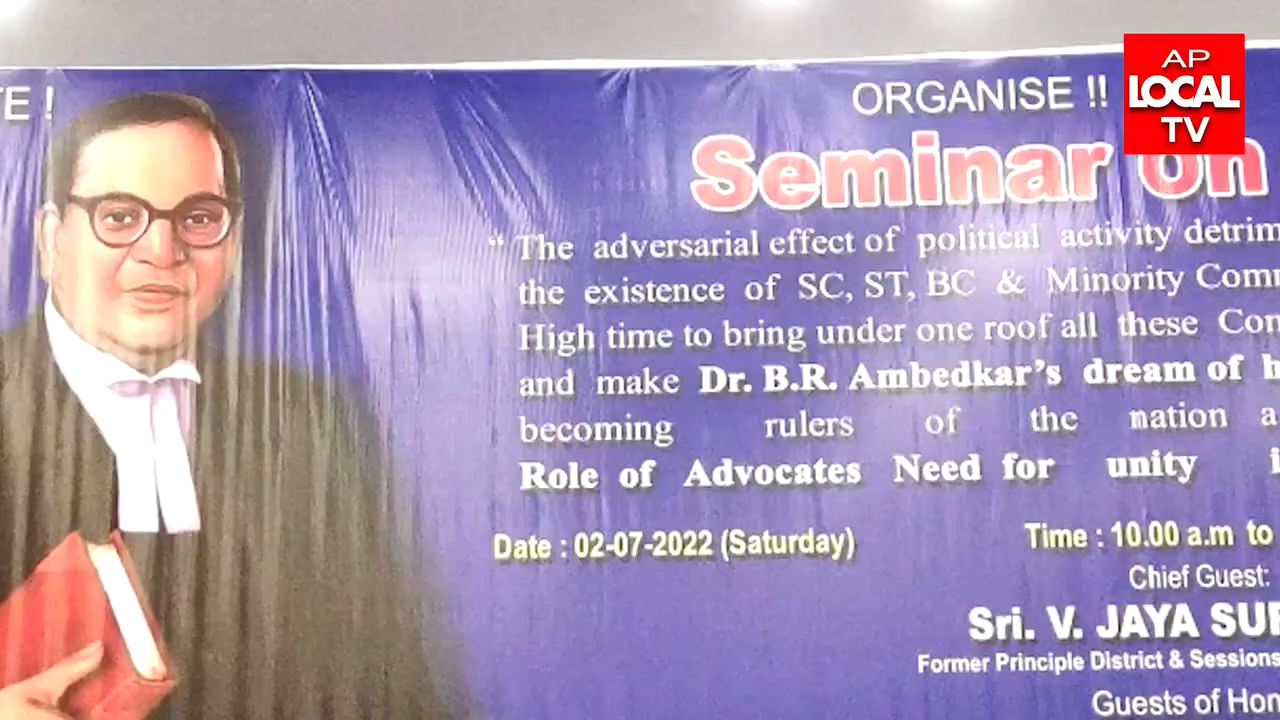 TE !
ORGANISE !!
AP
LOCAL
TV
Seminar on
“ The adversarial effect of political activity detrim
the existence of SC, ST, BC & Minority Comm
High time to bring under one roof all these Con
and make Dr. B.R. Ambedkar's dream of h
becoming rulers of the nation a
Role of Advocates Need for unity i
Date : 02-07-2022 (Saturday)
Time : 10.00 a.m to
Chief Guest:
Sri. V. JAYA SUR
Former Principle District & Sessions
Guests of Hon